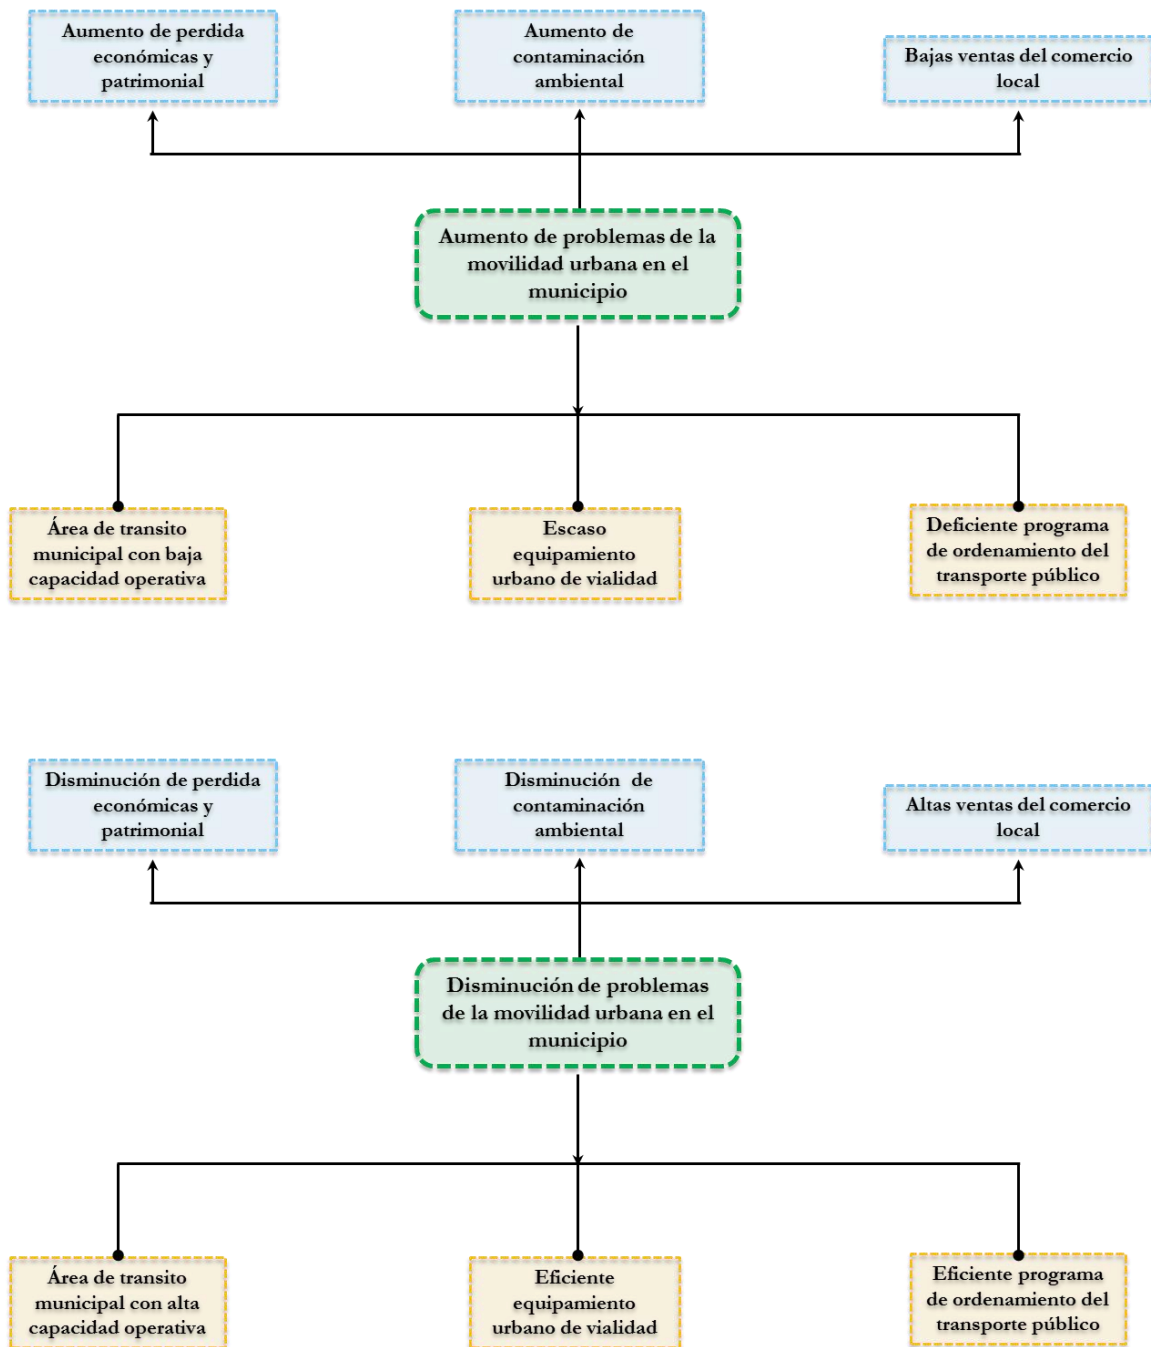 Aumento de perdida
económicas y
patrimonial
Aumento de
contaminación
ambiental
Bajas ventas del comercio
local
Aumento de problemas de la
movilidad urbana en el
municipio
Área de transito
municipal con baja
capacidad operativa
Escaso
equipamiento
urbano de vialidad
Deficiente programa
de ordenamiento del
transporte público
Disminución de perdida
económicas y
patrimonial
Disminución de
contaminación
ambiental
Altas ventas del comercio
local
Disminución de problemas
de la movilidad urbana en el
municipio
Área de transito
municipal con alta
capacidad operativa
Eficiente
equipamiento
urbano de vialidad
Eficiente programa
de ordenamiento del
transporte público